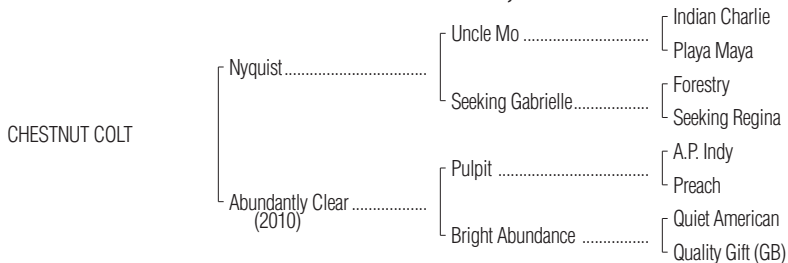 Indian Charlie
Uncle Mo ..................................
Playa Maya
Nyquist..................................
Forestry
Seeking Gabrielle....................
Seeking Regina
CHESTNUT COLT
A.P. Indy
Pulpit ......................................
Preach
Abundantly Clear ..................
(2010)
Quiet American
Bright Abundance .................
Quality Gift (GB)